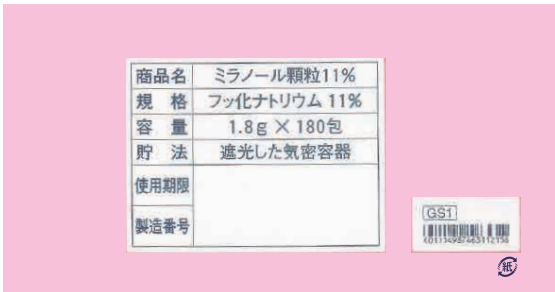 商品名 ミラノール顆粒11%
規 格 フッ化ナトリウム 11%
容 量 1.8g × 180包
貯 法 遮光した気密容器
使用期限
製造番号
GS1
紙